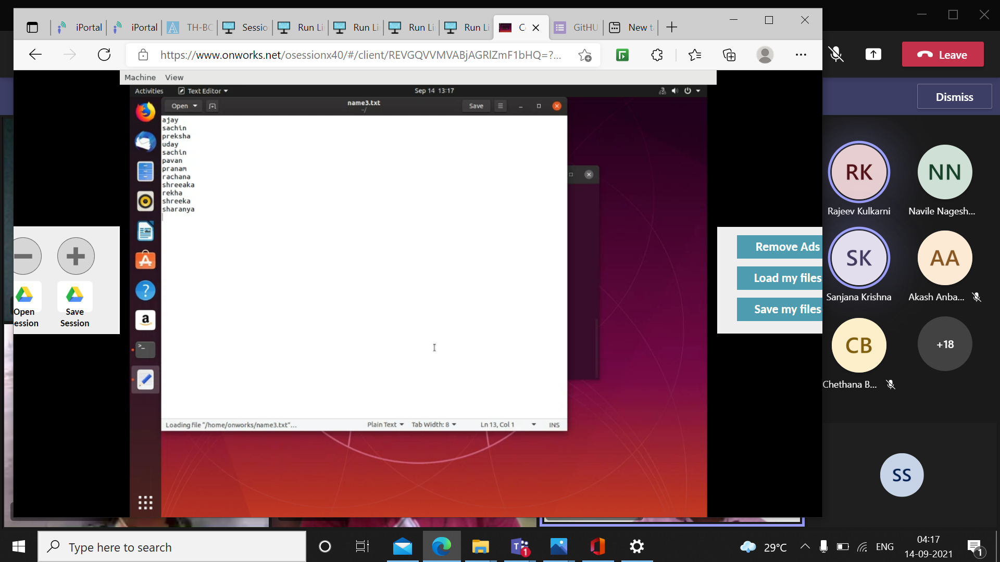 iPortal
iPortal
TH-BC
Sessio
Run Li
Run Li
Run Li
Run Li
GitHU
New t
https://www.onworks.net/osessionx40/#/client/REVGQVVMVABjAGRlZmF1bHQ=?...
Leave
Dismiss
Machine View
Activities Text Editor Sep 14 13:17
Open name3.txt Save
~/
ajay
sachin
preksha
uday
sachin
pavan
pranam
rachana
shreeaka
rekha
shreeka
sharanya
Loading file "/home/onworks/name3.txt"... Plain Text Tab Width: 8 Ln 13, Col 1 INS
Open
ession
Save
Session
Remove Ads
Load my files
Save my files
RK
Rajeev Kulkarni
NN
Navile Nagesh...
SK
Sanjana Krishna
AA
Akash Anba...
CB
Chethana B...
+18
SS
Type here to search
29°C ENG
04:17
14-09-2021
1
1